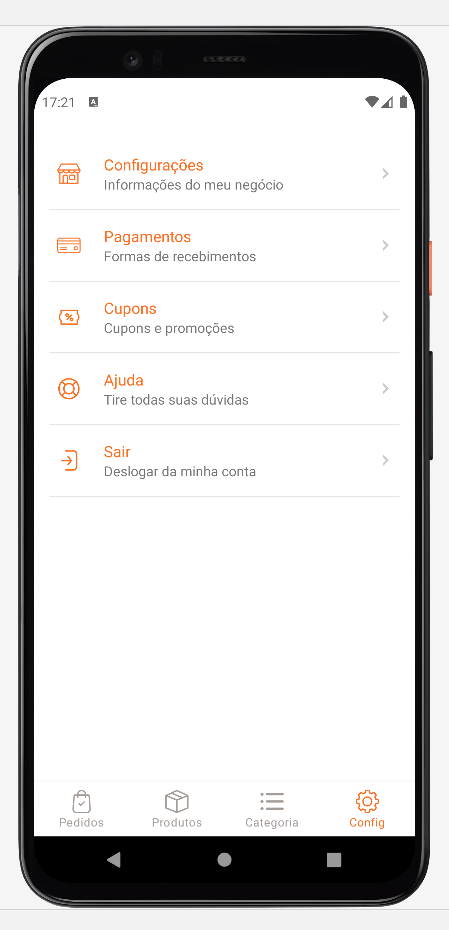 17:21
Configurações
Informações do meu negócio
Pagamentos
Formas de recebimentos
Cupons
Cupons e promoções
Ajuda
Tire todas suas dúvidas
Sair
Deslogar da minha conta
Pedidos Produtos Categoria Config